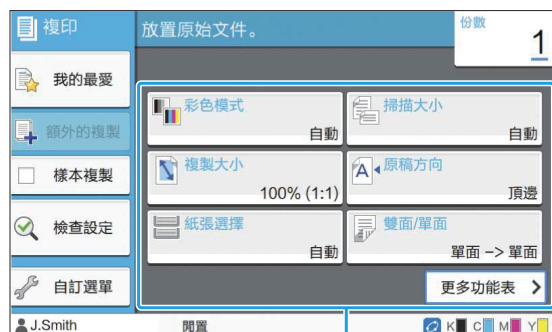 複印
放置原始文件。
份數
1
我的最愛
額外的複製
樣本複製
檢查設定
自訂選單
彩色模式
自動
掃描大小
自動
複製大小
100% (1:1)
原稿方向
頂邊
紙張選擇
自動
雙面/單面
單面 -> 單面
更多功能表
J.Smith
閒置
K C M Y